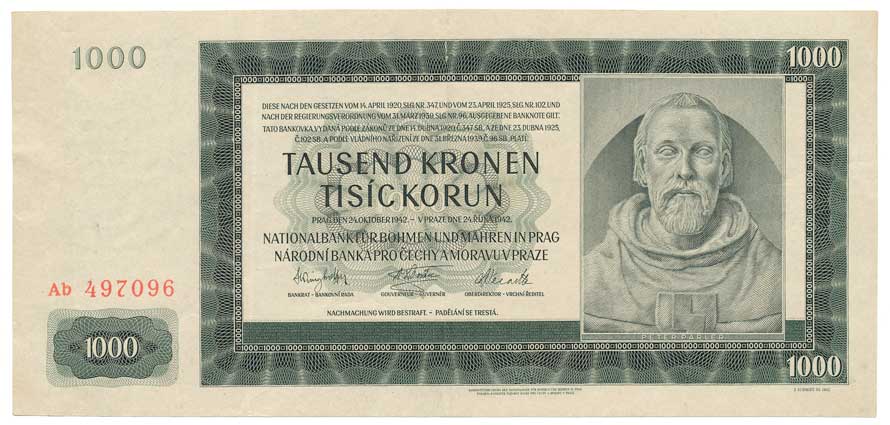 1000
1000
DIESE NACH DEN GESETZEN VOM 14. APRIL 1920, SLG. NR. 347 UND VOM 23. APRIL 1925, SLG. NR. 102, UND
NACH DER REGIERUNGSVERORDNUNG VOM 31. MÄRZ 1939, SLG. NR. 96, AUSGEGEBENE BANKNOTE GILT.
TATO BANKOVKA, VYDANÁ PODLE ZÁKONŮ ZE DNE 14. DUBNA 1920, Č. 347 SB., A ZE DNE 23. DUBNA 1925,
Č. 102 SB., A PODLE VLÁDNÍHO NAŘÍZENÍ ZE DNE 31. BŘEZNA 1939, Č. 96 SB., PLATÍ
TAUSEND KRONEN
TISÍC KORUN
PRAG, DEN 24. OKTOBER 1942. – V PRAZE DNE 24. ŘÍJNA 1942.
NATIONALBANK FÜR BÖHMEN UND MÄHREN IN PRAG
NÁRODNÍ BANKA PRO ČECHY A MORAVU V PRAZE
BANKRAT - BANKOVNÍ RADA
GOUVERNEUR - GUVERNÉR
OBERDIREKTOR - VRCHNÍ ŘEDITEL
NACHMACHUNG WIRD BESTRAFT. – PADĚLÁNÍ SE TRESTÁ.
Ab 497096
1000
PETER PARLER
1000